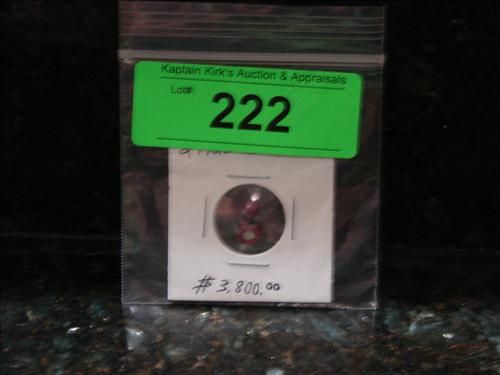 Kaptain Kirk's Auction & Appraisals
Lot#:
222
# 3,800.00